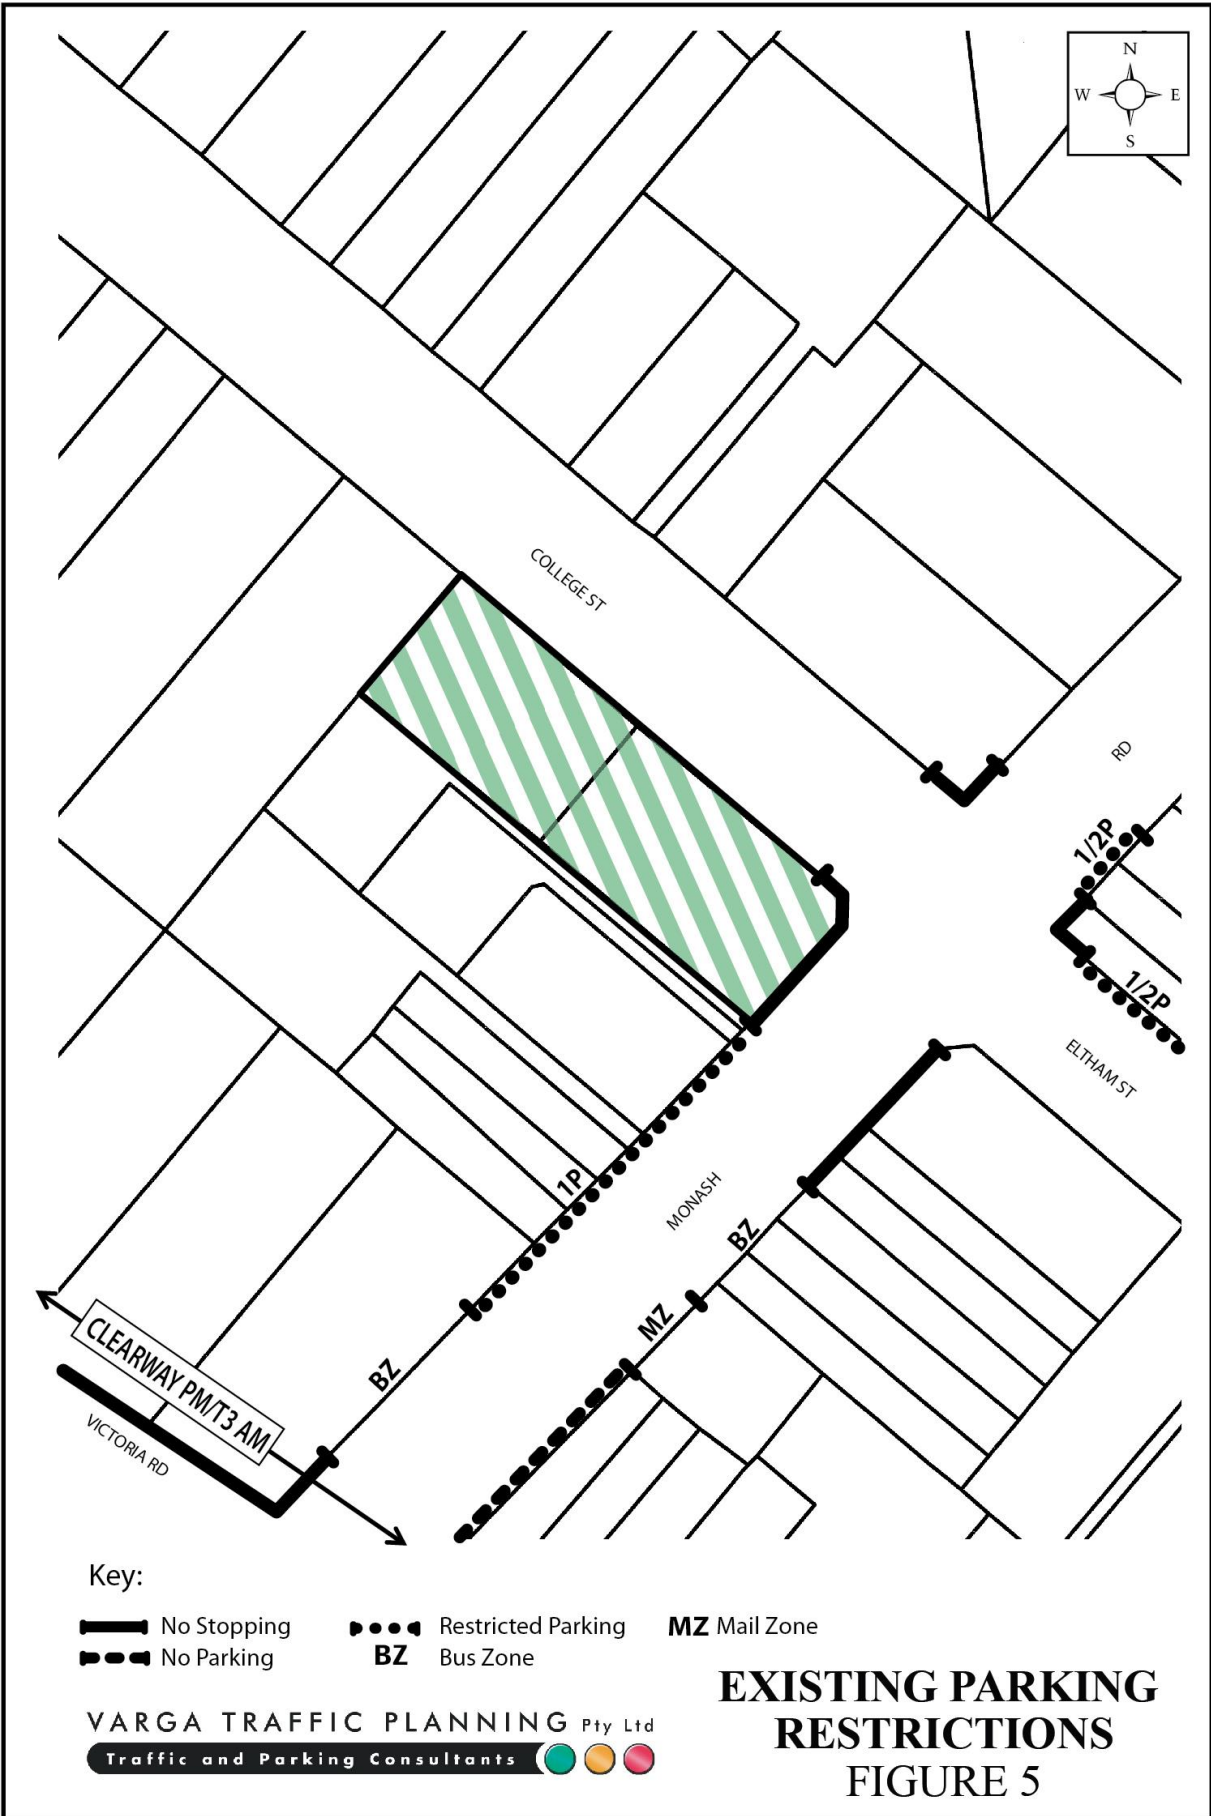 N
W E
S
COLLEGE ST
RD
1/2P
1/2P
ELTHAM ST
1P
MONASH
BZ
MZ
BZ
CLEARWAY PM/T3 AM
VICTORIA RD
Key:
No Stopping
Restricted Parking
MZ Mail Zone
No Parking
BZ Bus Zone
EXISTING PARKING
RESTRICTIONS
FIGURE 5
VARGA TRAFFIC PLANNING Pty Ltd
Traffic and Parking Consultants